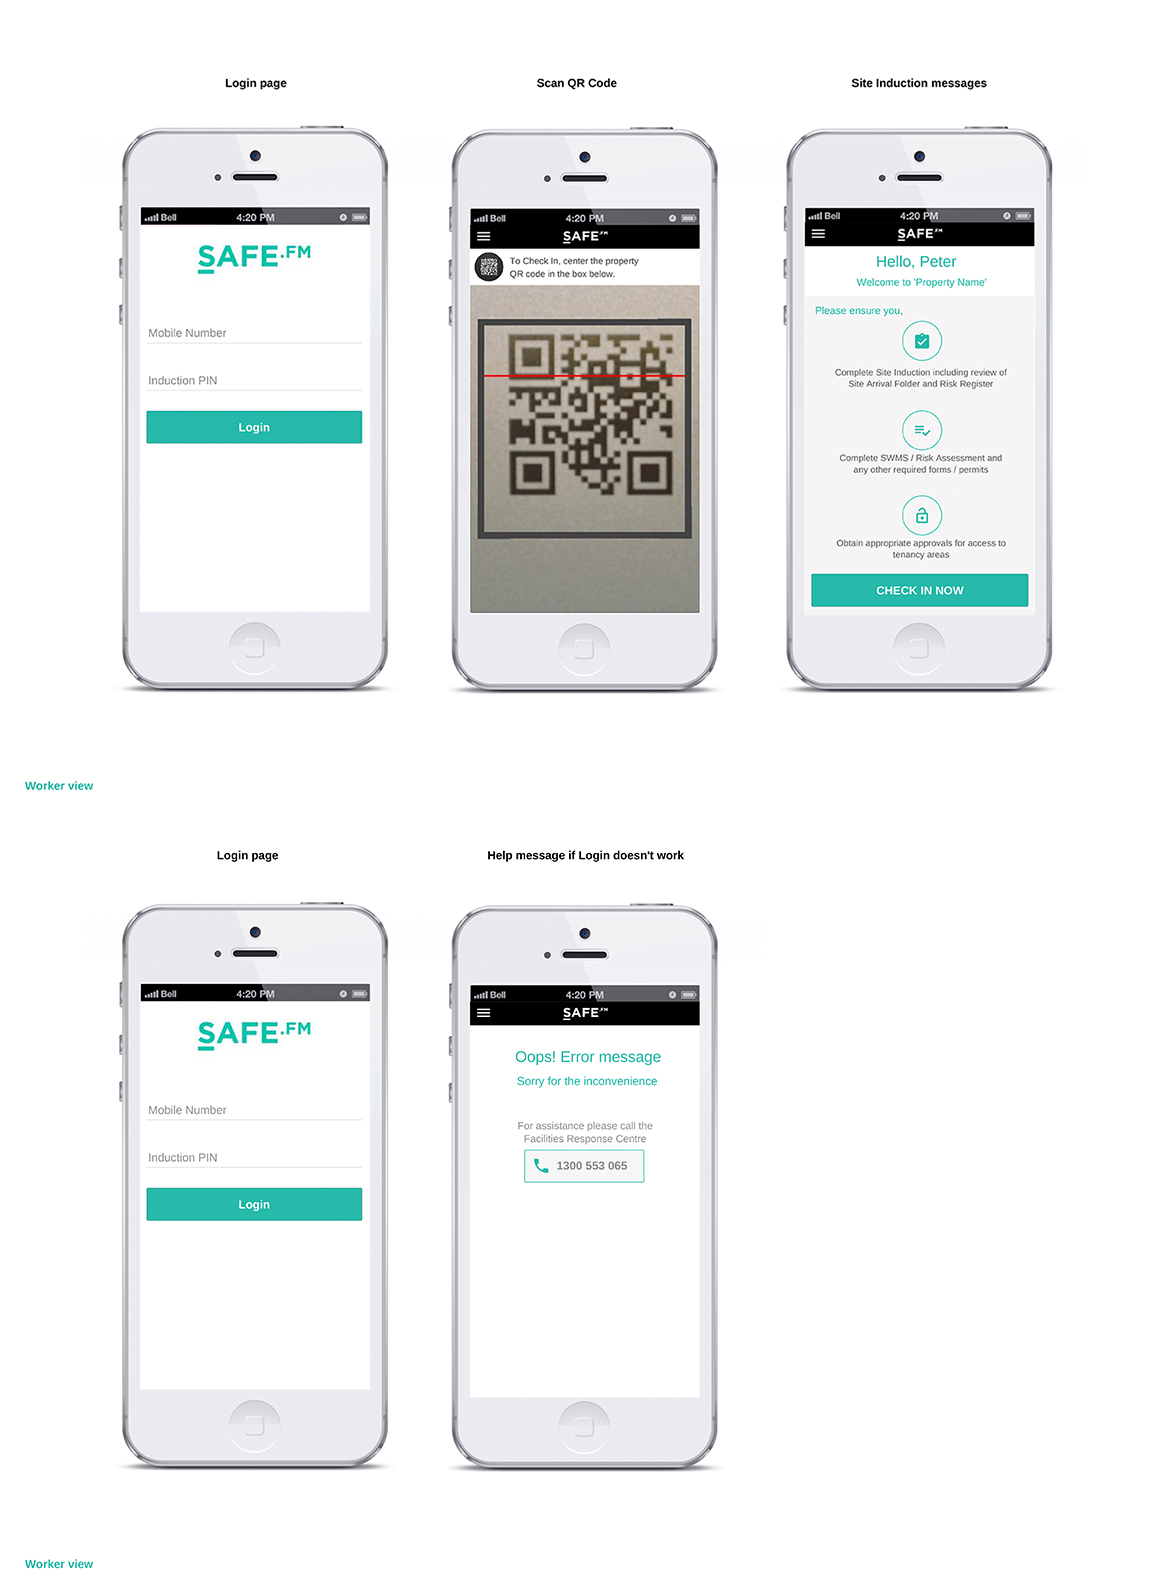 Login page
Scan QR Code
Site Induction messages
Bell
4:20 PM
SAFE.FM
Mobile Number
Induction PIN
Login
Bell
4:20 PM
SAFE.FM
To Check In, center the property
QR code in the box below.
Bell
4:20 PM
SAFE.FM
Hello, Peter
Welcome to 'Property Name'
Please ensure you,
Complete Site Induction including review of
Site Arrival Folder and Risk Register
Complete SWMS / Risk Assessment and
any other required forms / permits
Obtain appropriate approvals for access to
tenancy areas
CHECK IN NOW
Worker view
Login page
Help message if Login doesn't work
Bell
4:20 PM
SAFE.FM
Mobile Number
Induction PIN
Login
Bell
4:20 PM
SAFE.FM
Oops! Error message
Sorry for the inconvenience
For assistance please call the
Facilities Response Centre
1300 553 065
Worker view